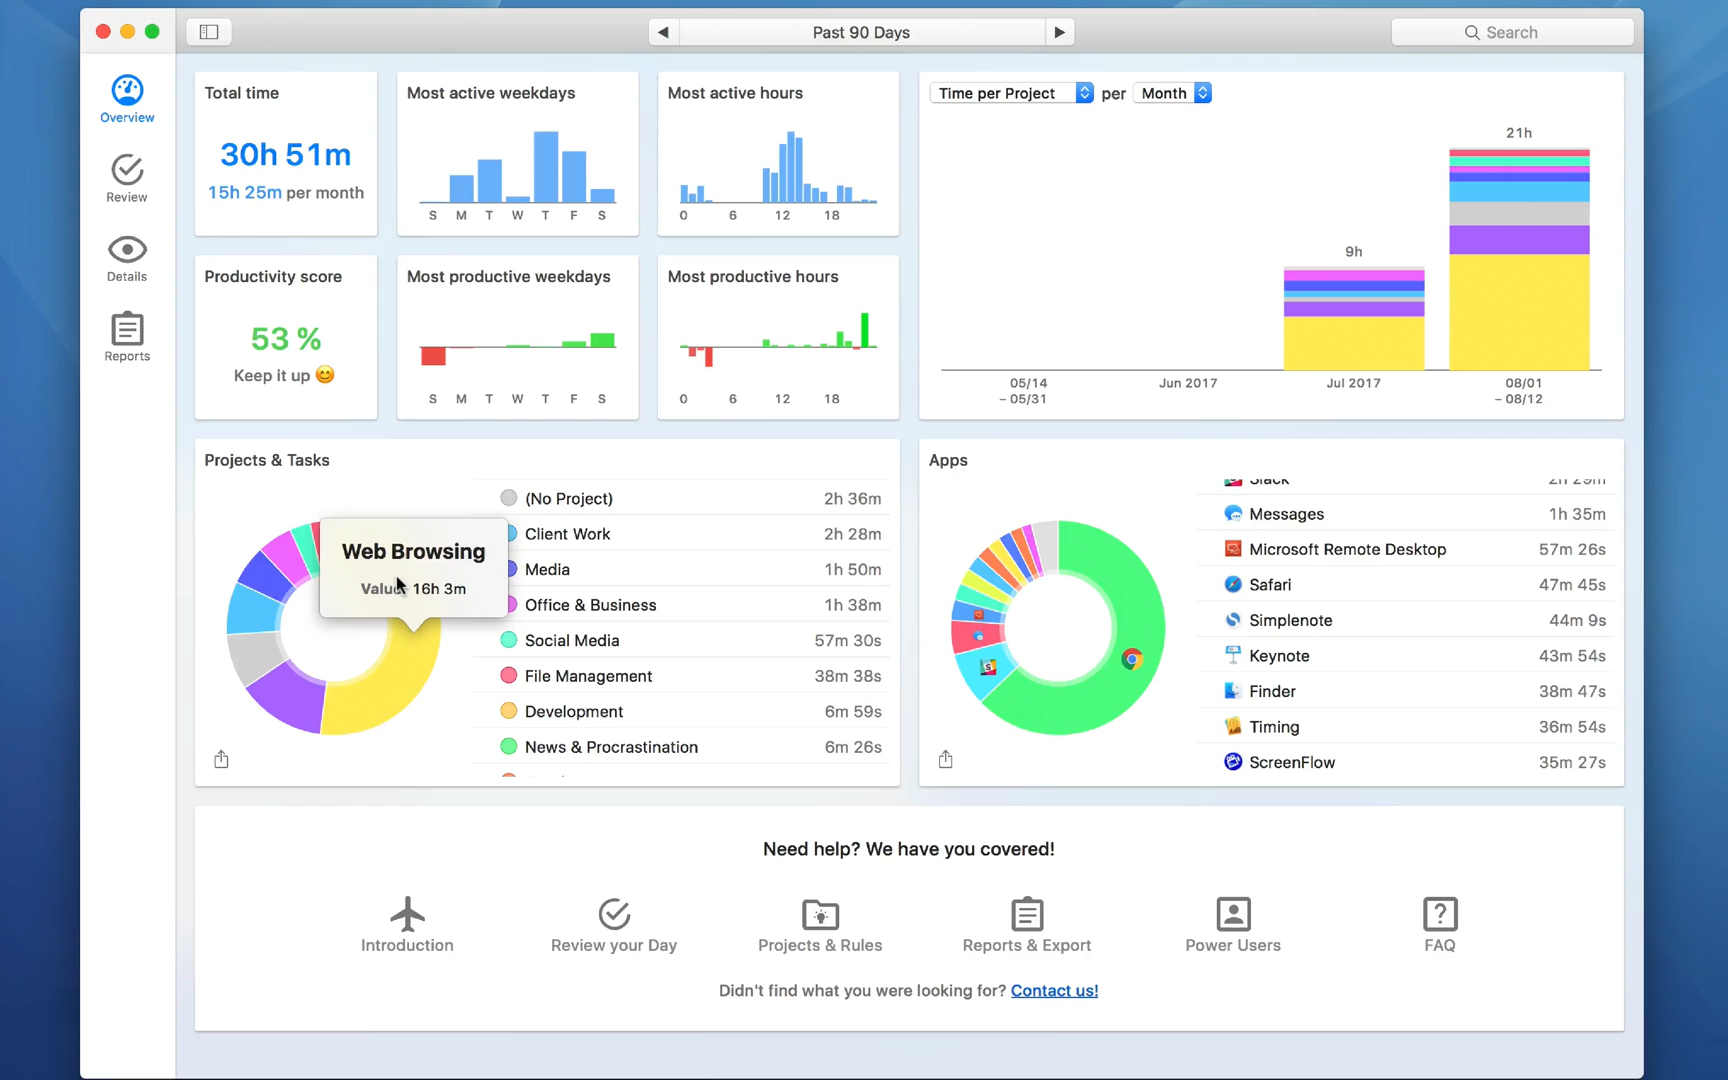 Past 90 Days
Search
Overview
Review
Details
Reports
Total time
30h 51m
15h 25m per month
Most active weekdays
S M T W T F S
Most active hours
0 6 12 18
Time per Project per Month
21h
9h
05/14
– 05/31
Jun 2017
Jul 2017
08/01
– 08/12
Productivity score
53 %
Keep it up 😊
Most productive weekdays
S M T W T F S
Most productive hours
0 6 12 18
Projects & Tasks
Web Browsing
16h 3m
(No Project) 2h 36m
Client Work 2h 28m
Media 1h 50m
Office & Business 1h 38m
Social Media 57m 30s
File Management 38m 38s
Development 6m 59s
News & Procrastination 6m 26s
Apps
Slack 2h 29m
Messages 1h 35m
Microsoft Remote Desktop 57m 26s
Safari 47m 45s
Simplenote 44m 9s
Keynote 43m 54s
Finder 38m 47s
Timing 36m 54s
ScreenFlow 35m 27s
Need help? We have you covered!
Introduction
Review your Day
Projects & Rules
Reports & Export
Power Users
FAQ
Didn't find what you were looking for? Contact us!